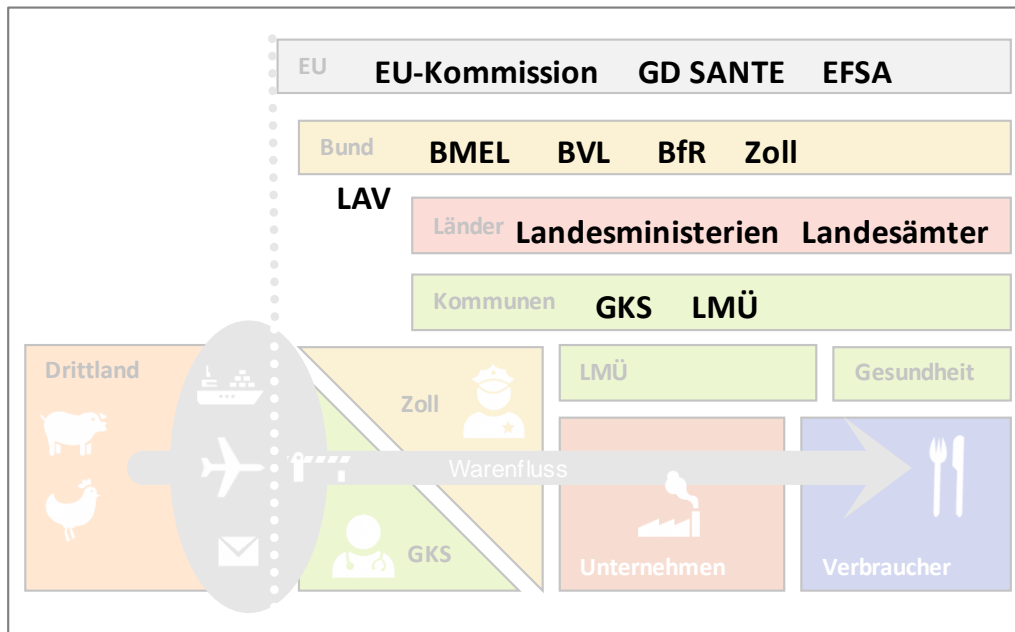 EU EU-Kommission GD SANTE EFSA
Bund BMEL BVL BfR Zoll
LAV
Länder Landesministerien Landesämter
Kommunen GKS LMÜ
Drittland
LMÜ
Gesundheit
Zoll
Warenfluss
GKS
Unternehmen
Verbraucher